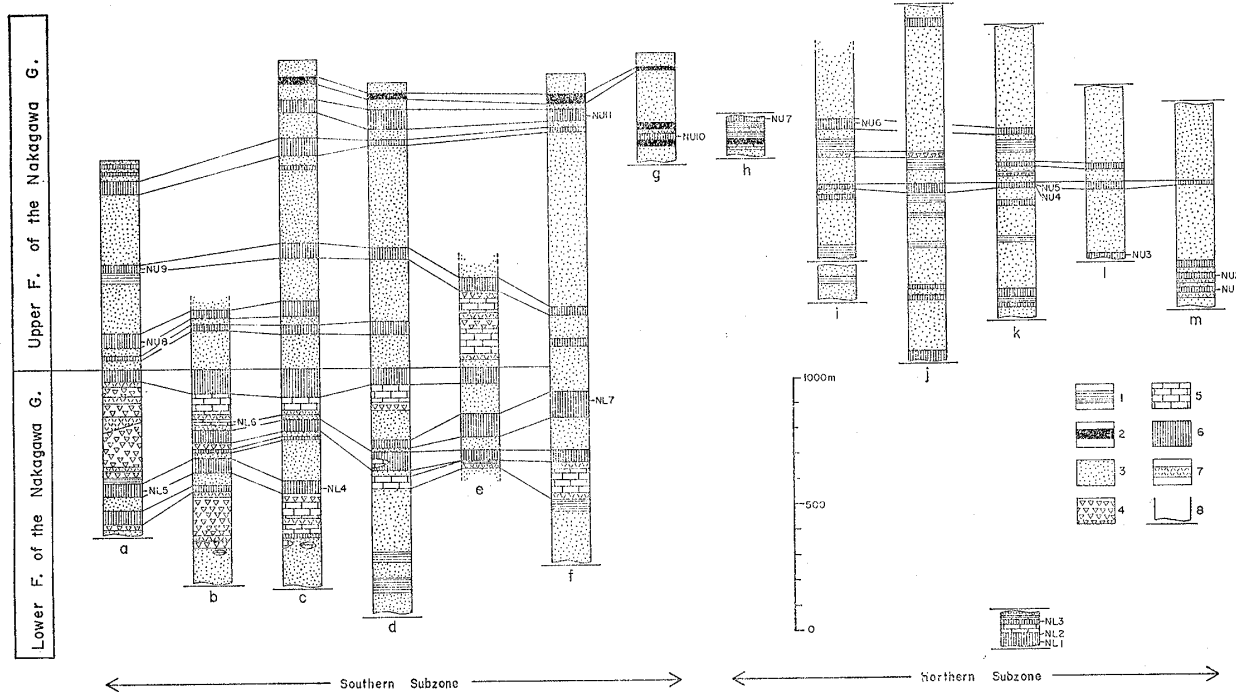 Upper F. of the Nakagawa G.
Lower F. of the Nakagawa G.
NU9
NU8
NL5
a
NL6
b
NL4
c
d
e
NU11
NL7
f
NU10
g
NU7
h
NU6
i
j
NU5
NU4
k
NU3
l
NU2
NU1
m
1000m
500
0
1
2
3
4
5
6
7
8
NL3
NL2
NL1
Southern Subzone
Northern Subzone